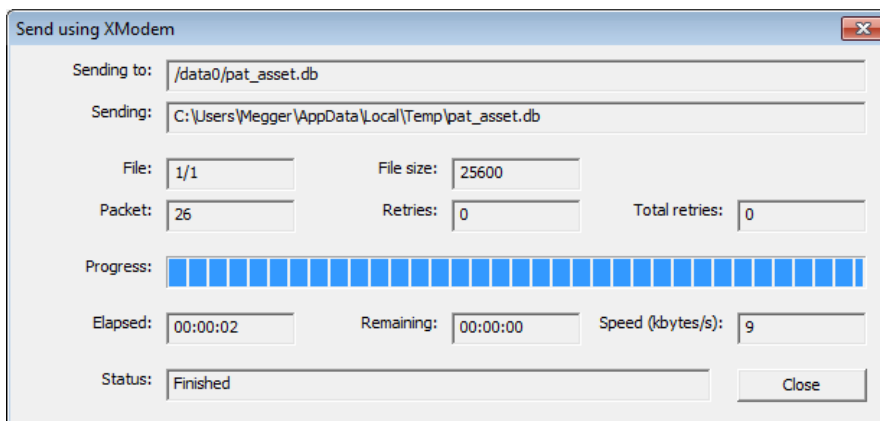 Send using XModem
Sending to: /data0/pat_asset.db
Sending: C:\Users\Megger\AppData\Local\Temp\pat_asset.db
File: 1/1 File size: 25600
Packet: 26 Retries: 0 Total retries: 0
Progress:
Elapsed: 00:00:02 Remaining: 00:00:00 Speed (kbytes/s): 9
Status: Finished Close